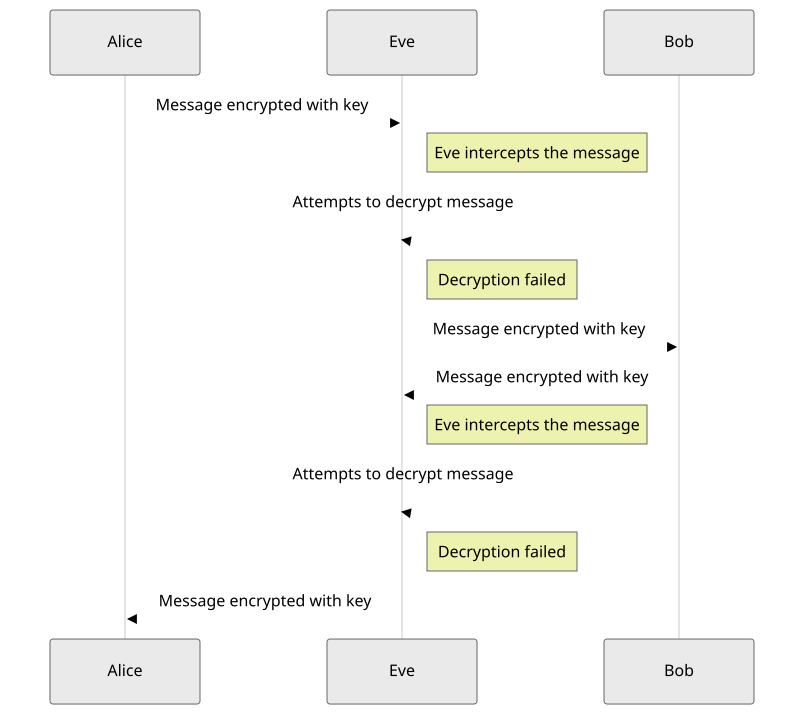 Alice
Eve
Bob
Message encrypted with key
Eve intercepts the message
Attempts to decrypt message
Decryption failed
Message encrypted with key
Message encrypted with key
Eve intercepts the message
Attempts to decrypt message
Decryption failed
Message encrypted with key
Alice
Eve
Bob